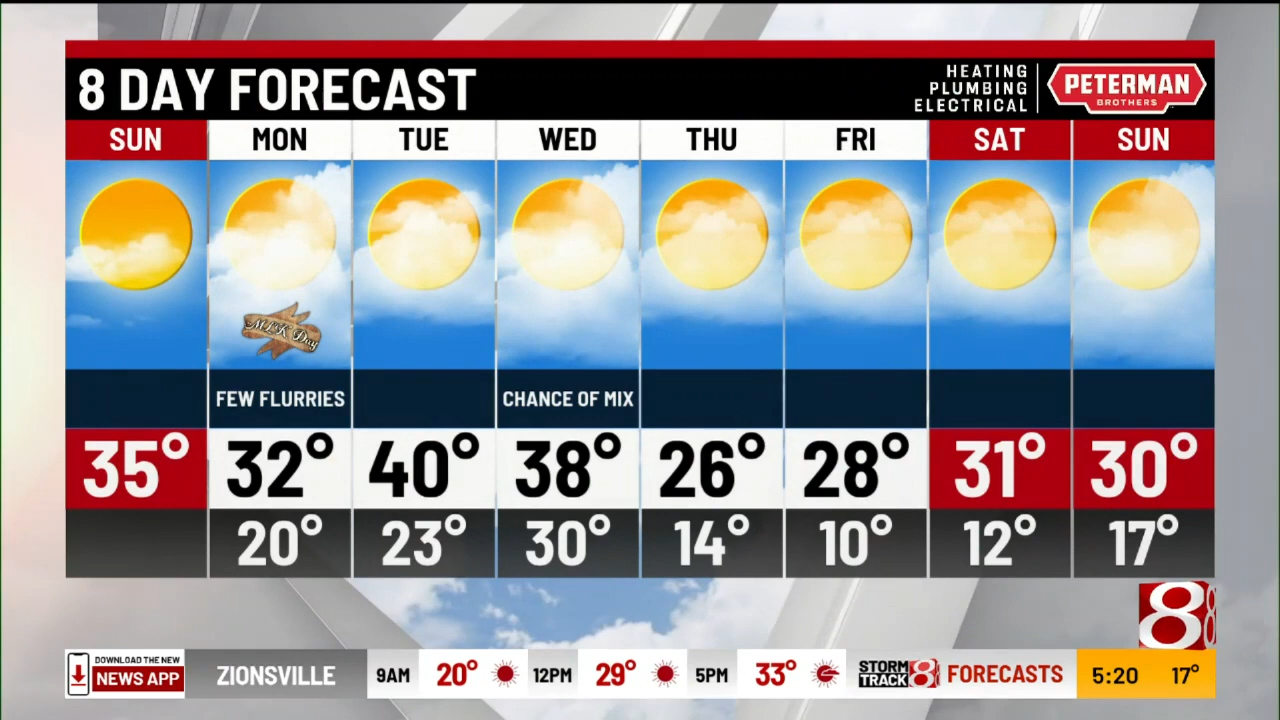 8 DAY FORECAST
HEATING
PLUMBING
ELECTRICAL
PETERMAN
BROTHERS
SUN MON TUE WED THU FRI SAT SUN
MLK Day
FEW FLURRIES CHANCE OF MIX
35° 32° 40° 38° 26° 28° 31° 30°
20° 23° 30° 14° 10° 12° 17°
8 8
DOWNLOAD THE NEW
NEWS APP
ZIONSVILLE 9AM 20° 12PM 29° 5PM 33°
STORM
TRACK 8 FORECASTS 5:20 17°